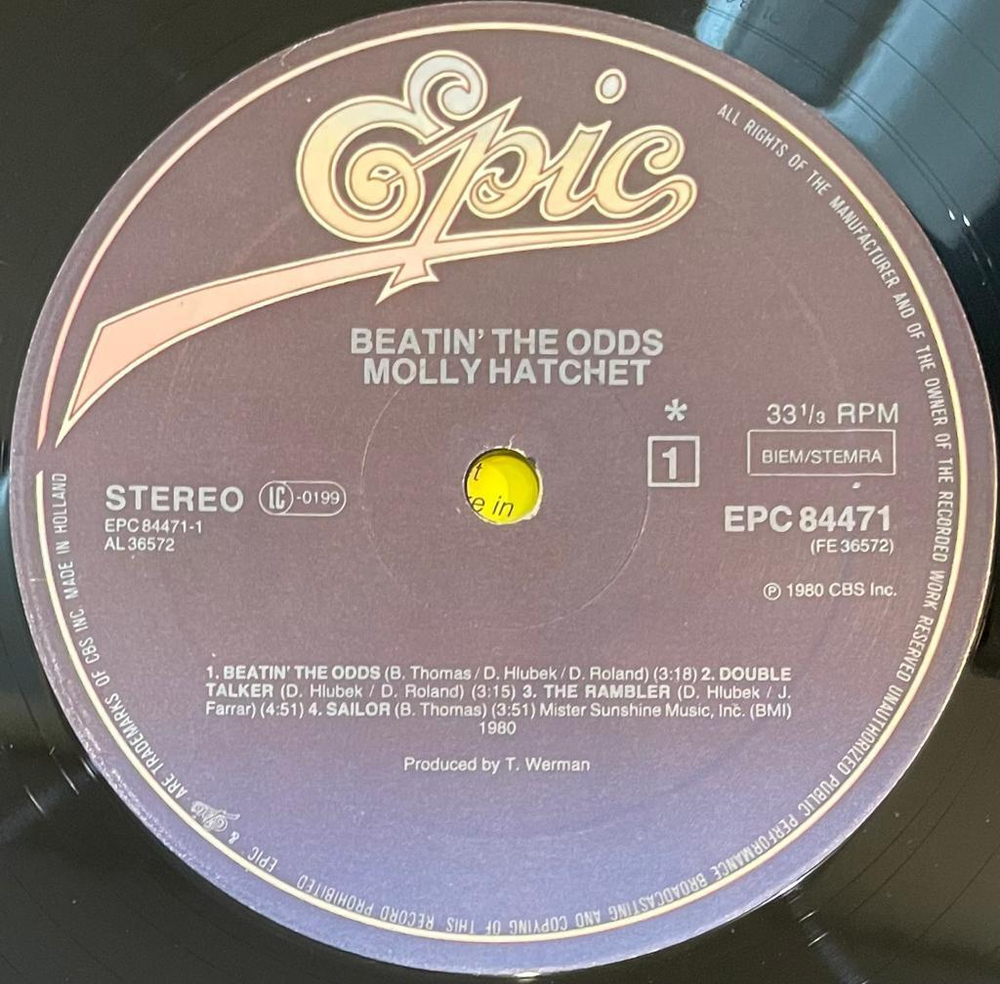 Epic
BEATIN' THE ODDS
MOLLY HATCHET
*
33 1/3 RPM
1
BIEM/STEMRA
STEREO LC -0199
EPC 84471-1
AL 36572
EPC 84471
(FE 36572)
℗ 1980 CBS Inc.
t
e in
1. BEATIN' THE ODDS (B. Thomas / D. Hlubek / D. Roland) (3:18) 2. DOUBLE
TALKER (D. Hlubek / D. Roland) (3:15) 3. THE RAMBLER (D. Hlubek / J.
Farrar) (4:51) 4. SAILOR (B. Thomas) (3:51) Mister Sunshine Music, Inc. (BMI)
1980
Produced by T. Werman
ALL RIGHTS OF THE MANUFACTURER AND OF THE OWNER OF THE RECORDED WORK RESERVED UNAUTHORIZED PUBLIC PERFORMANCE BROADCASTING AND COPYING OF THIS RECORD PROHIBITED
EPIC & Epic ARE TRADEMARKS OF CBS INC MADE IN HOLLAND